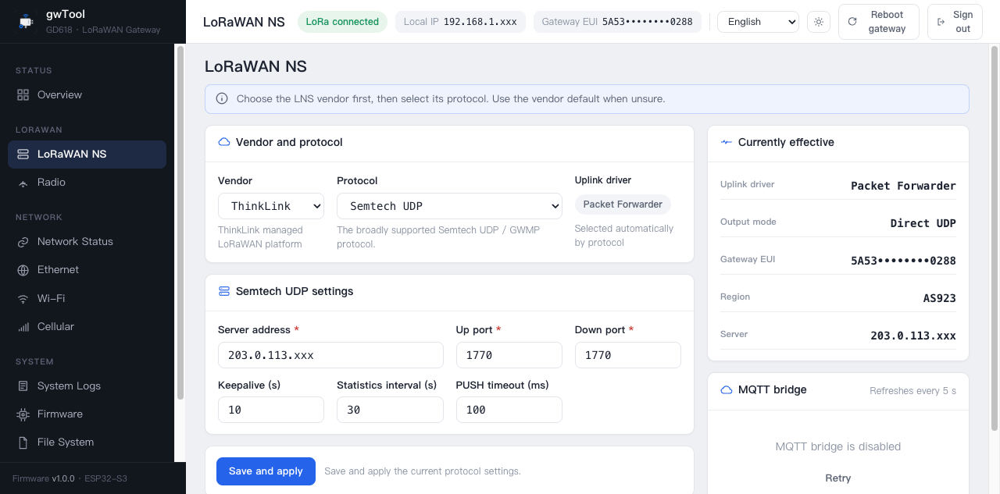 gwTool
GD618 · LoRaWAN Gateway
STATUS
Overview
LORAWAN
LoRaWAN NS
Radio
NETWORK
Network Status
Ethernet
Wi-Fi
Cellular
SYSTEM
System Logs
Firmware
File System
Firmware v1.0.0 · ESP32-S3
LoRaWAN NS
LoRa connected
Local IP 192.168.1.xxx
Gateway EUI 5A53••••••••0288
English
Reboot gateway
Sign out
LoRaWAN NS
Choose the LNS vendor first, then select its protocol. Use the vendor default when unsure.
Vendor and protocol
Vendor
ThinkLink
ThinkLink managed
LoRaWAN platform
Protocol
Semtech UDP
The broadly supported Semtech UDP / GWMP
protocol.
Uplink driver
Packet Forwarder
Selected automatically
by protocol
Semtech UDP settings
Server address *
203.0.113.xxx
Up port *
1770
Down port *
1770
Keepalive (s)
10
Statistics interval (s)
30
PUSH timeout (ms)
100
Save and apply
Save and apply the current protocol settings.
Currently effective
Uplink driver Packet Forwarder
Output mode Direct UDP
Gateway EUI 5A53••••••••0288
Region AS923
Server 203.0.113.xxx
MQTT bridge
Refreshes every 5 s
MQTT bridge is disabled
Retry